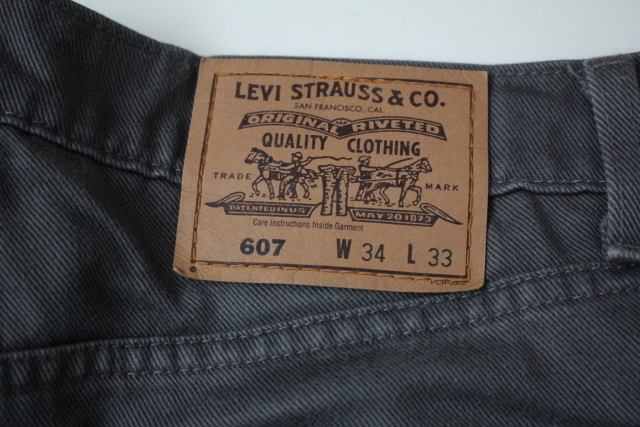 LEVI STRAUSS & CO.
SAN FRANCISCO, CAL.
ORIGINAL RIVETED
QUALITY CLOTHING
TRADE MARK
PATENTED IN U.S. MAY 20 1873
Care Instructions Inside Garment
607 W 34 L 33